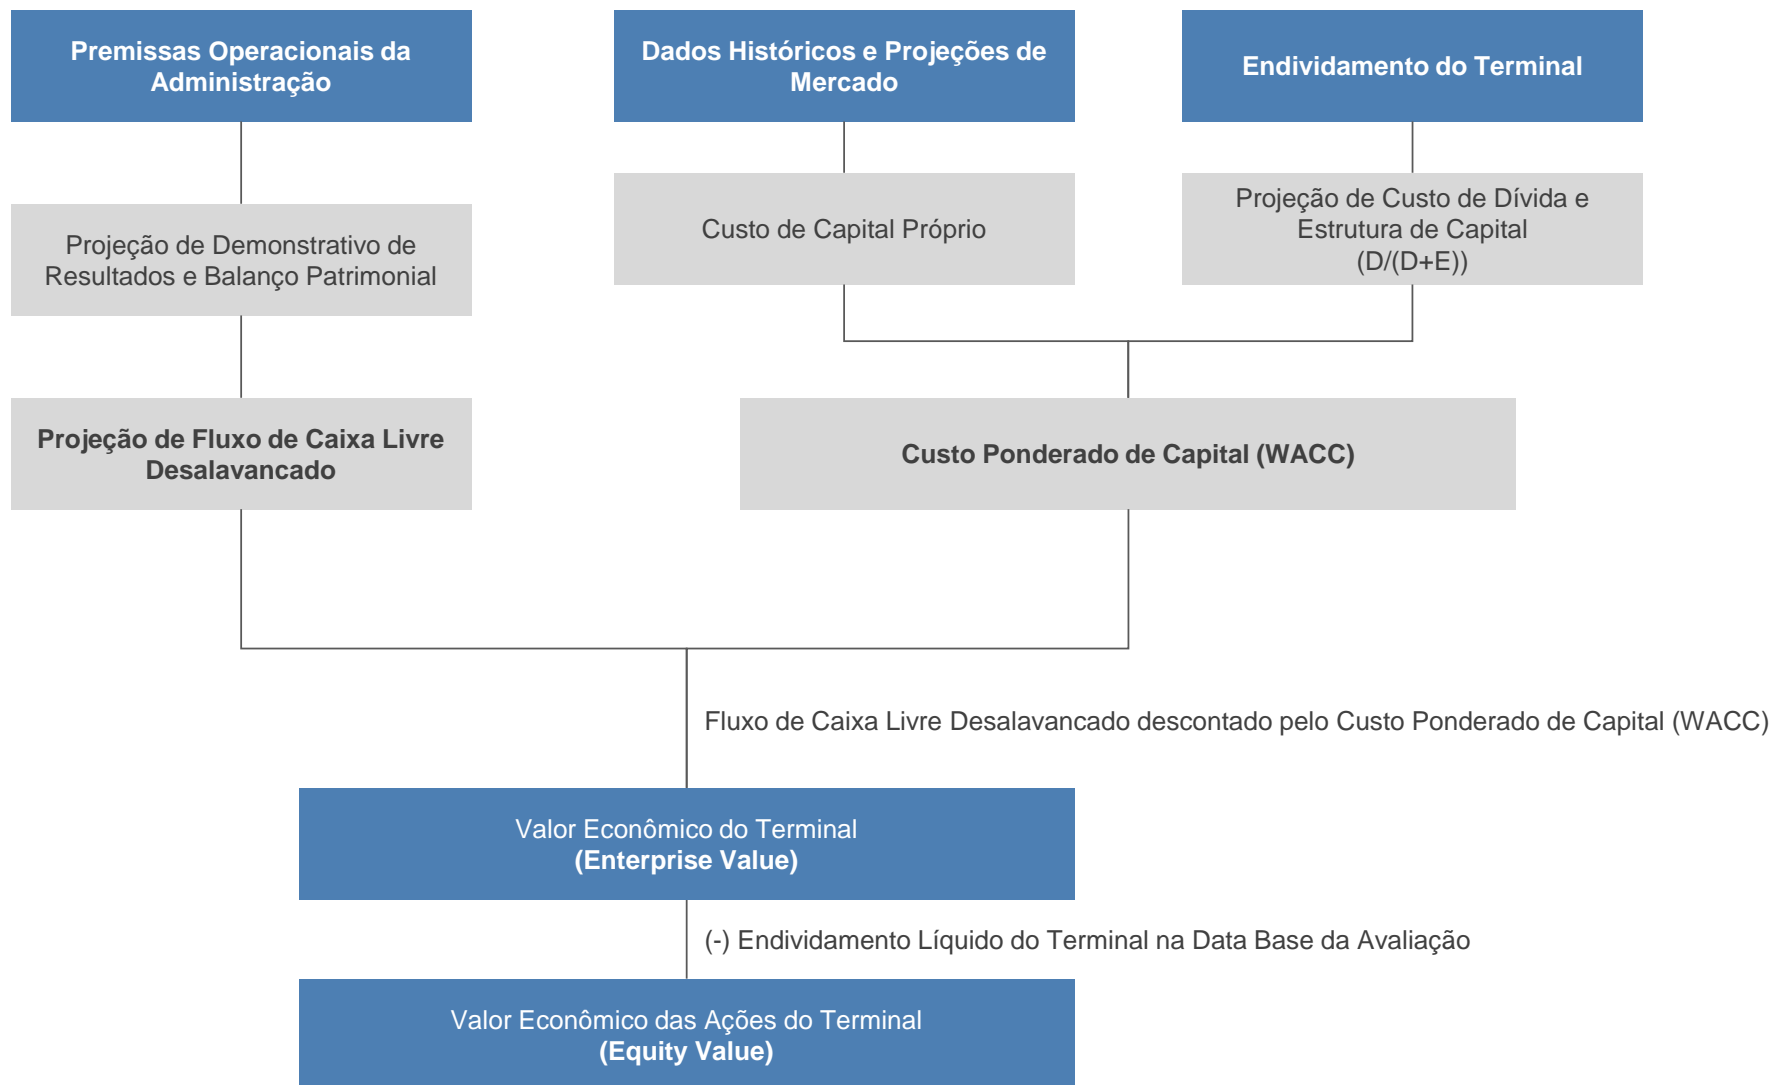 Premissas Operacionais da
Administração
Dados Históricos e Projeções de
Mercado
Endividamento do Terminal
Projeção de Demonstrativo de
Resultados e Balanço Patrimonial
Custo de Capital Próprio
Projeção de Custo de Dívida e
Estrutura de Capital
(D/(D+E))
Projeção de Fluxo de Caixa Livre
Desalavancado
Custo Ponderado de Capital (WACC)
Fluxo de Caixa Livre Desalavancado descontado pelo Custo Ponderado de Capital (WACC)
Valor Econômico do Terminal
(Enterprise Value)
(-) Endividamento Líquido do Terminal na Data Base da Avaliação
Valor Econômico das Ações do Terminal
(Equity Value)